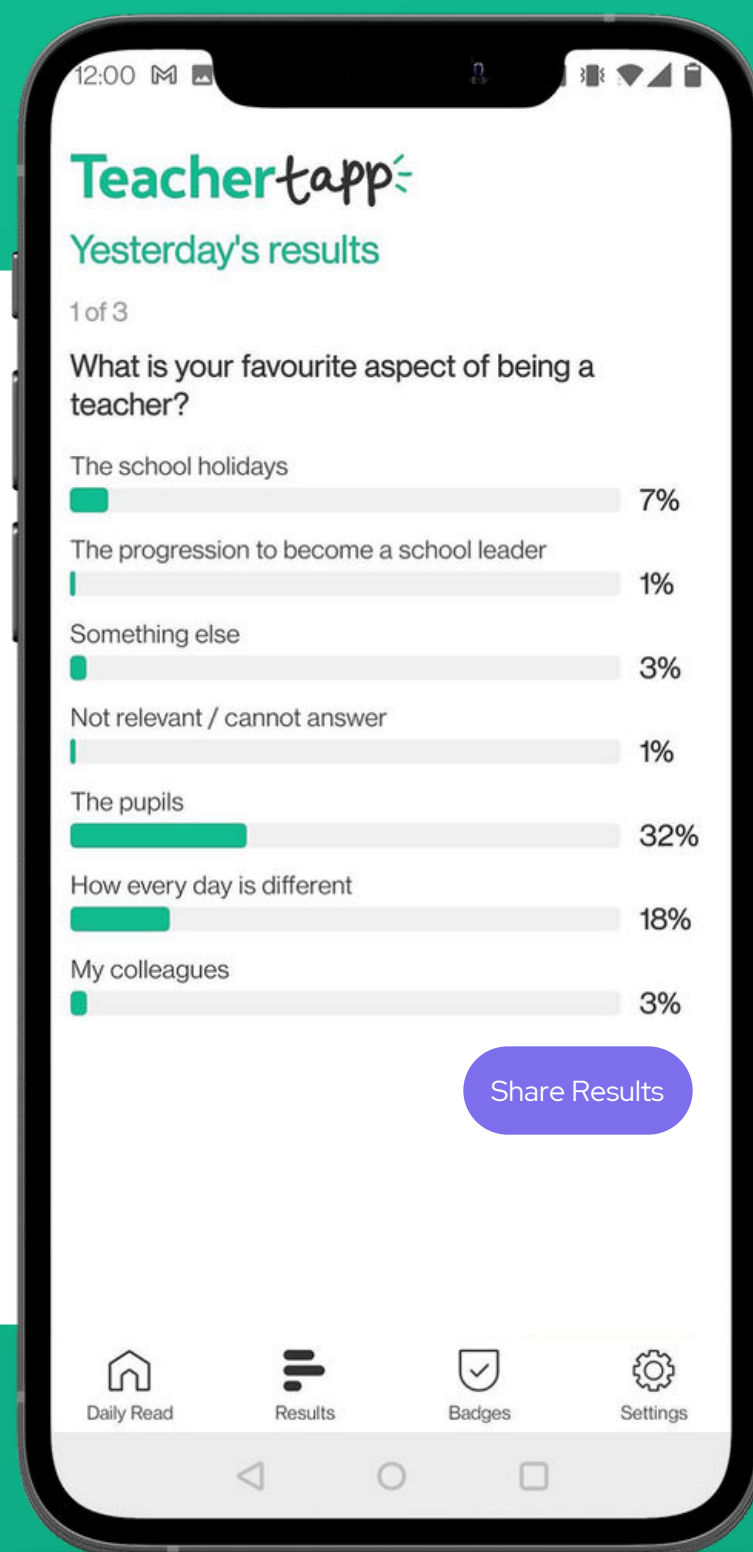 12:00
Teachertapp
Yesterday's results
1 of 3
What is your favourite aspect of being a
teacher?
The school holidays
7%
The progression to become a school leader
1%
Something else
3%
Not relevant / cannot answer
1%
The pupils
32%
How every day is different
18%
My colleagues
3%
Share Results
Daily Read Results Badges Settings